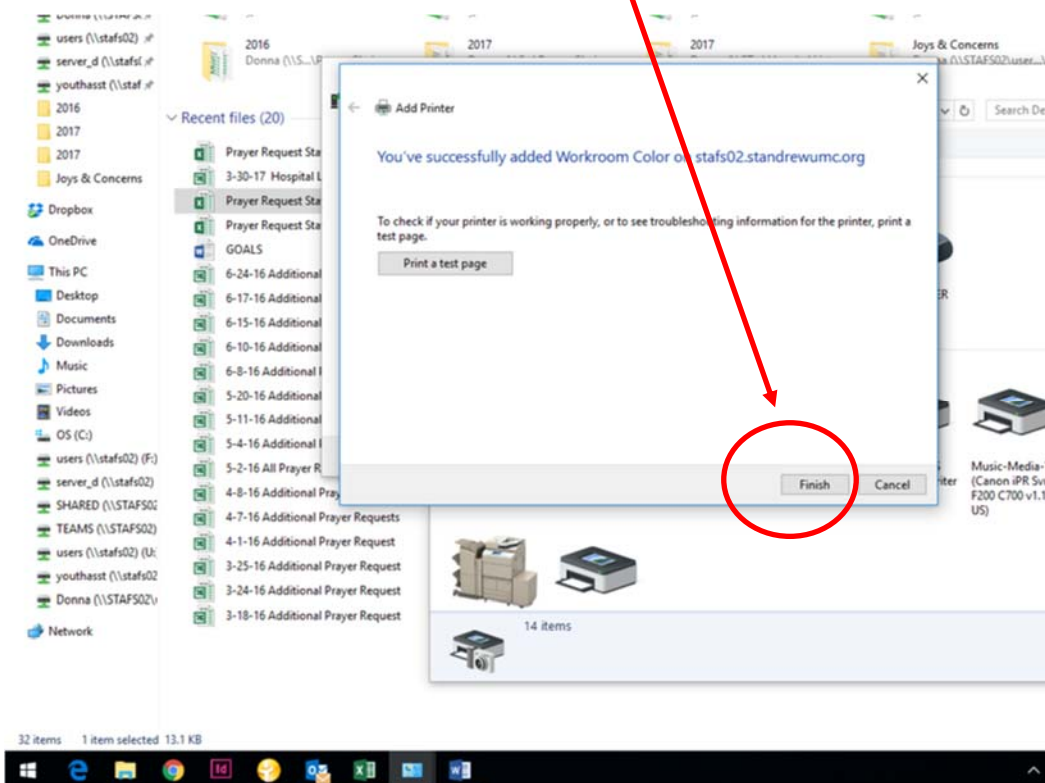 users (\\stafs02)
server_d (\\stafs(
youthasst (\\staf
2016
2017
2017
Joys & Concerns
Dropbox
OneDrive
This PC
Desktop
Documents
Downloads
Music
Pictures
Videos
OS (C:)
users (\\stafs02) (F:)
server_d (\\stafs02)
SHARED (\\STAFS02
TEAMS (\\STAFS02)
users (\\stafs02) (U:
youthasst (\\stafs02
Donna (\\STAFS02\
Network
2016
Donna (\\S...\P
2017
2017
Joys & Concerns
Recent files (20)
Prayer Request Sta
3-30-17 Hospital L
Prayer Request Sta
Prayer Request Sta
GOALS
6-24-16 Additional
6-17-16 Additional
6-15-16 Additional
6-10-16 Additional
6-8-16 Additional
5-20-16 Additional
5-11-16 Additional
5-4-16 Additional
5-2-16 All Prayer R
4-8-16 Additional Pray
4-7-16 Additional Prayer Requests
4-1-16 Additional Prayer Request
3-25-16 Additional Prayer Request
3-24-16 Additional Prayer Request
3-18-16 Additional Prayer Request
Add Printer
You've successfully added Workroom Color on stafs02.standrewumc.org
To check if your printer is working properly, or to see troubleshooting information for the printer, print a
test page.
Print a test page
Finish
Cancel
Search De
ER
nter
Music-Media-
(Canon iPR Sv
F200 C700 v1.1
US)
14 items
32 items 1 item selected 13.1 KB